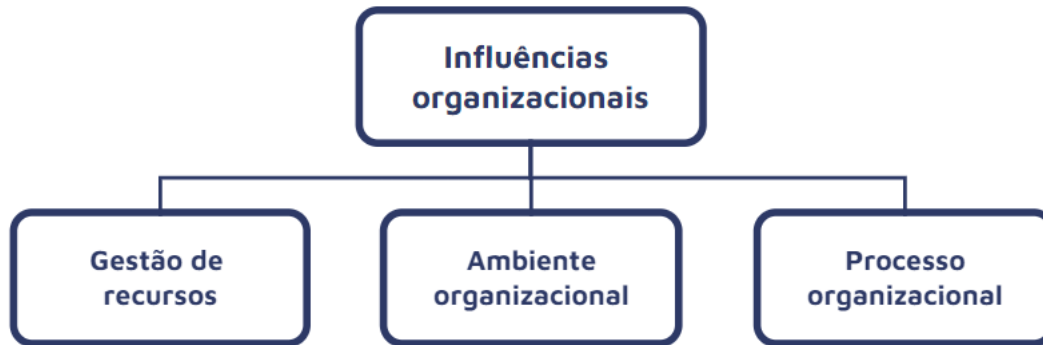 Influências
organizacionais
Gestão de
recursos
Ambiente
organizacional
Processo
organizacional